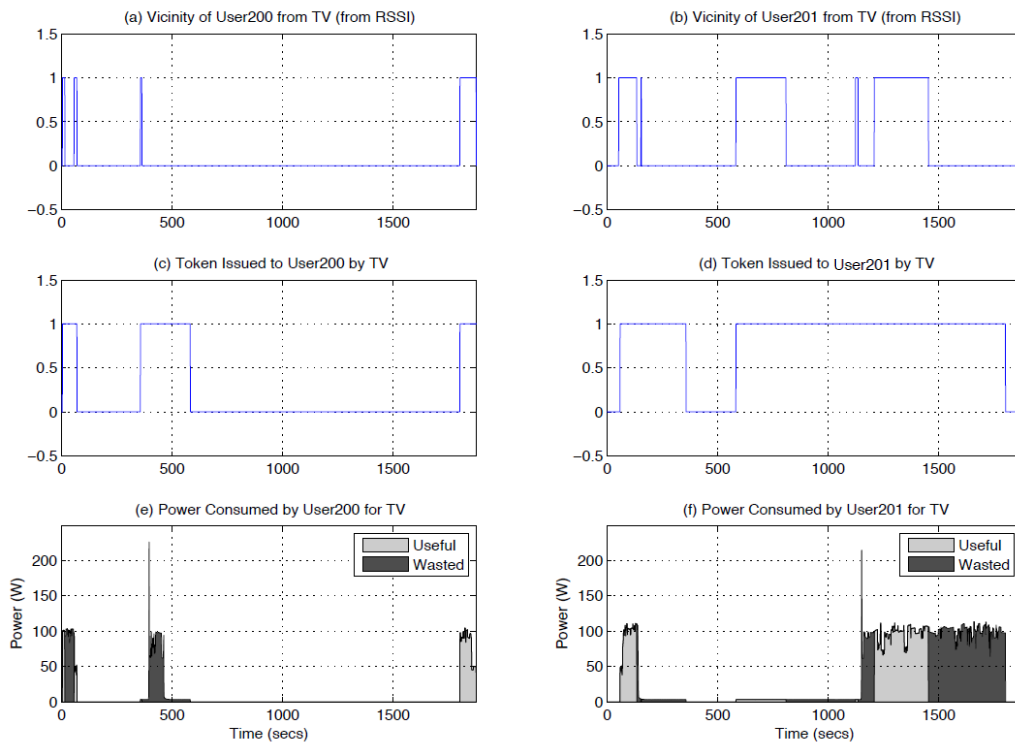 (a) Vicinity of User200 from TV (from RSSI)
1.5
1
0.5
0
−0.5
0 500 1000 1500
(b) Vicinity of User201 from TV (from RSSI)
1.5
1
0.5
0
−0.5
0 500 1000 1500
(c) Token Issued to User200 by TV
1.5
1
0.5
0
−0.5
0 500 1000 1500
(d) Token Issued to User201 by TV
1.5
1
0.5
0
−0.5
0 500 1000 1500
(e) Power Consumed by User200 for TV
Power (W)
200
150
100
50
0
Useful
Wasted
0 500 1000 1500
Time (secs)
(f) Power Consumed by User201 for TV
Power (W)
200
150
100
50
0
Useful
Wasted
0 500 1000 1500
Time (secs)